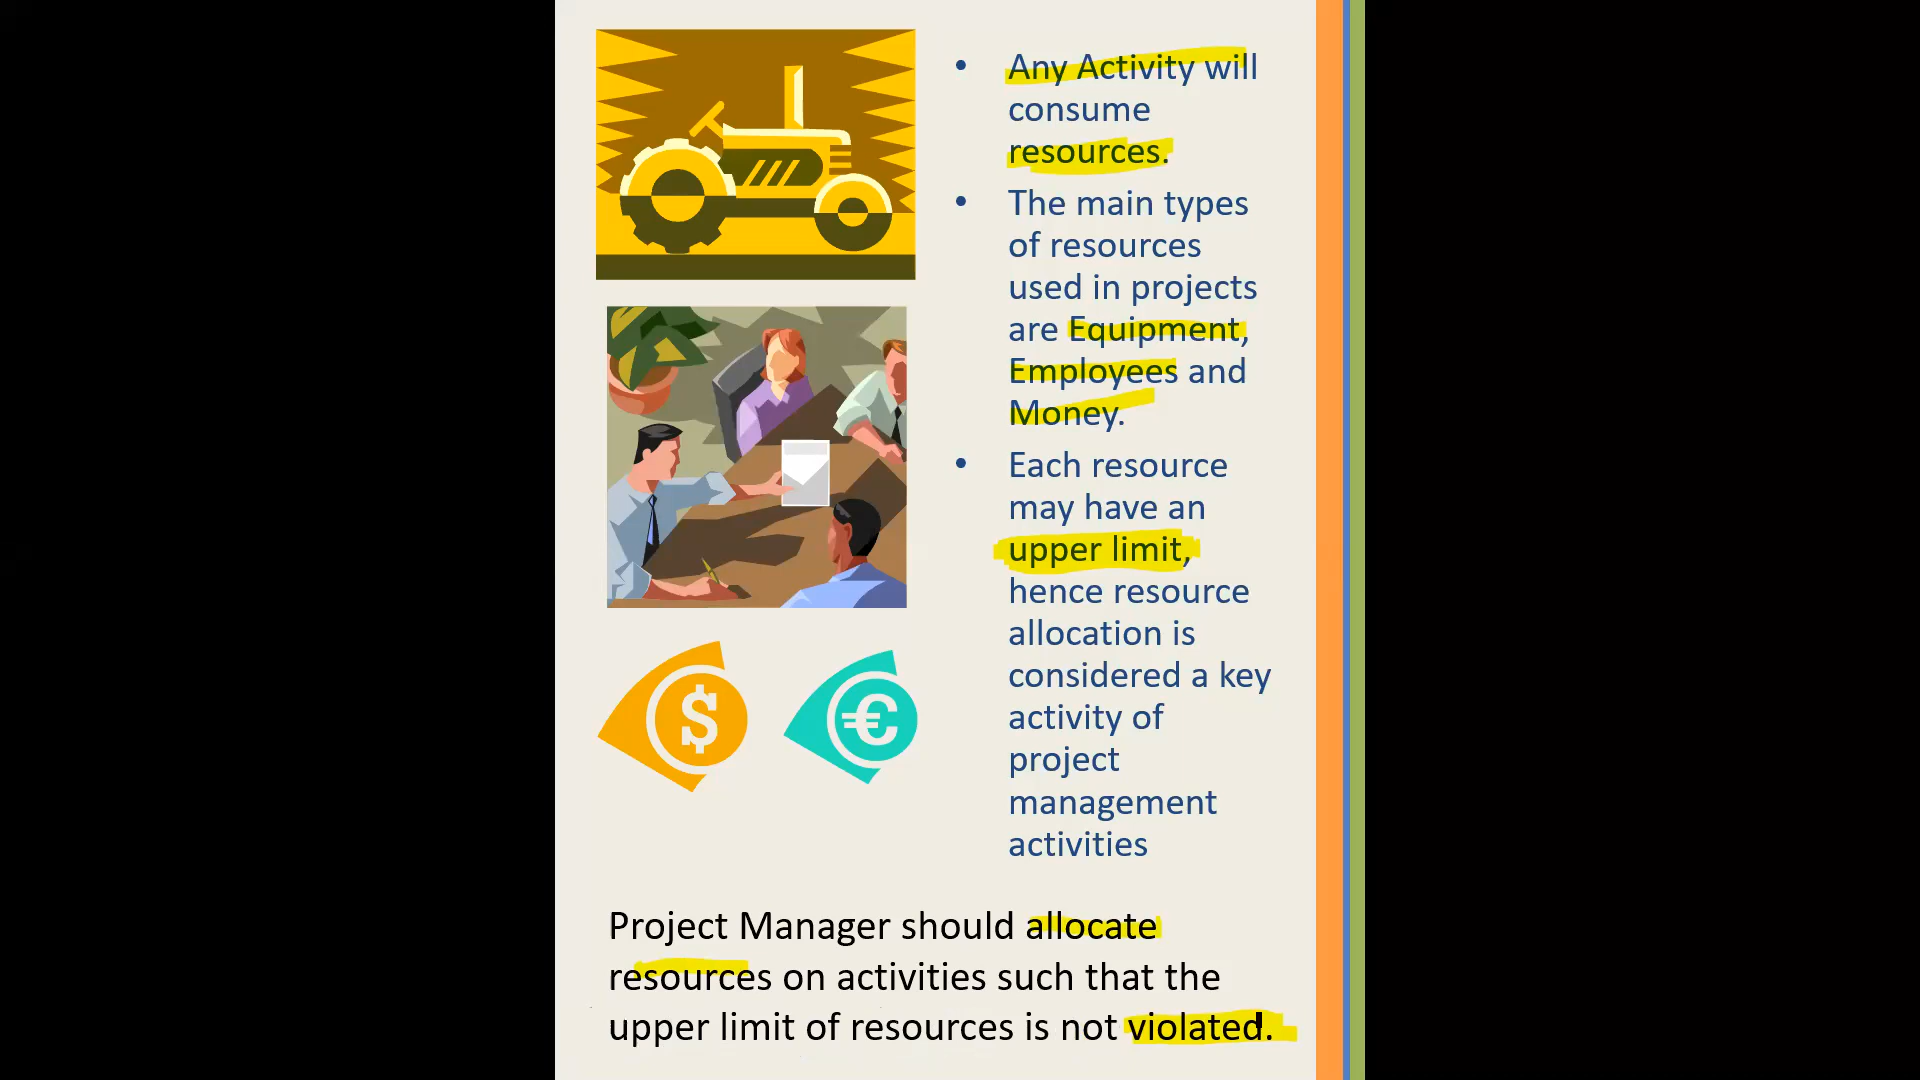 • Any Activity will
consume
resources.
• The main types
of resources
used in projects
are Equipment,
Employees and
Money.
• Each resource
may have an
upper limit,
hence resource
allocation is
considered a key
activity of
project
management
activities
$
€
Project Manager should allocate
resources on activities such that the
upper limit of resources is not violated.